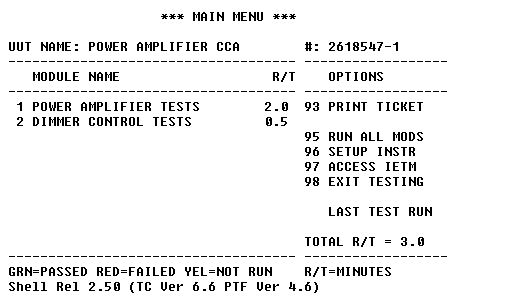 *** MAIN MENU ***
UUT NAME: POWER AMPLIFIER CCA #: 2618547-1
------------------------------------ ------------------
MODULE NAME R/T OPTIONS
------------------------------------ ------------------
1 POWER AMPLIFIER TESTS 2.0 93 PRINT TICKET
2 DIMMER CONTROL TESTS 0.5
95 RUN ALL MODS
96 SETUP INSTR
97 ACCESS IETM
98 EXIT TESTING
LAST TEST RUN
TOTAL R/T = 3.0
------------------------------------ ------------------
GRN=PASSED RED=FAILED YEL=NOT RUN R/T=MINUTES
Shell Rel 2.50 (TC Ver 6.6 PTF Ver 4.6)